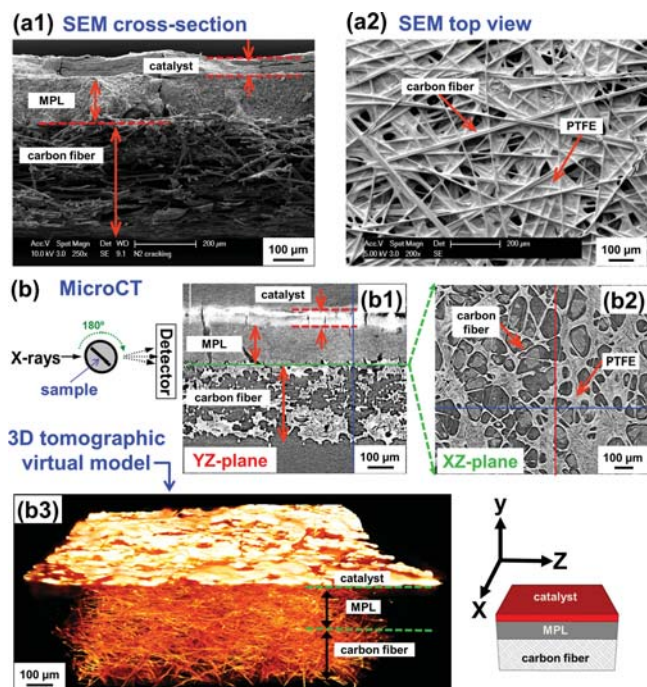 (a1) SEM cross-section
catalyst
MPL
carbon fiber
Acc.V Spot Magn Det WD 200 µm
10.0 kV 3.0 250x SE 9.1 N2 cracking
100 µm
(a2) SEM top view
carbon fiber
PTFE
Acc.V Spot Magn 200 µm
5.00 kV 3.0 200x
100 µm
(b) MicroCT
180°
X-rays
sample
Detector
(b1)
catalyst
MPL
carbon fiber
YZ-plane
100 µm
(b2)
carbon fiber
PTFE
XZ-plane
100 µm
3D tomographic
virtual model
(b3)
catalyst
MPL
carbon fiber
100 µm
y
Z
X
catalyst
MPL
carbon fiber